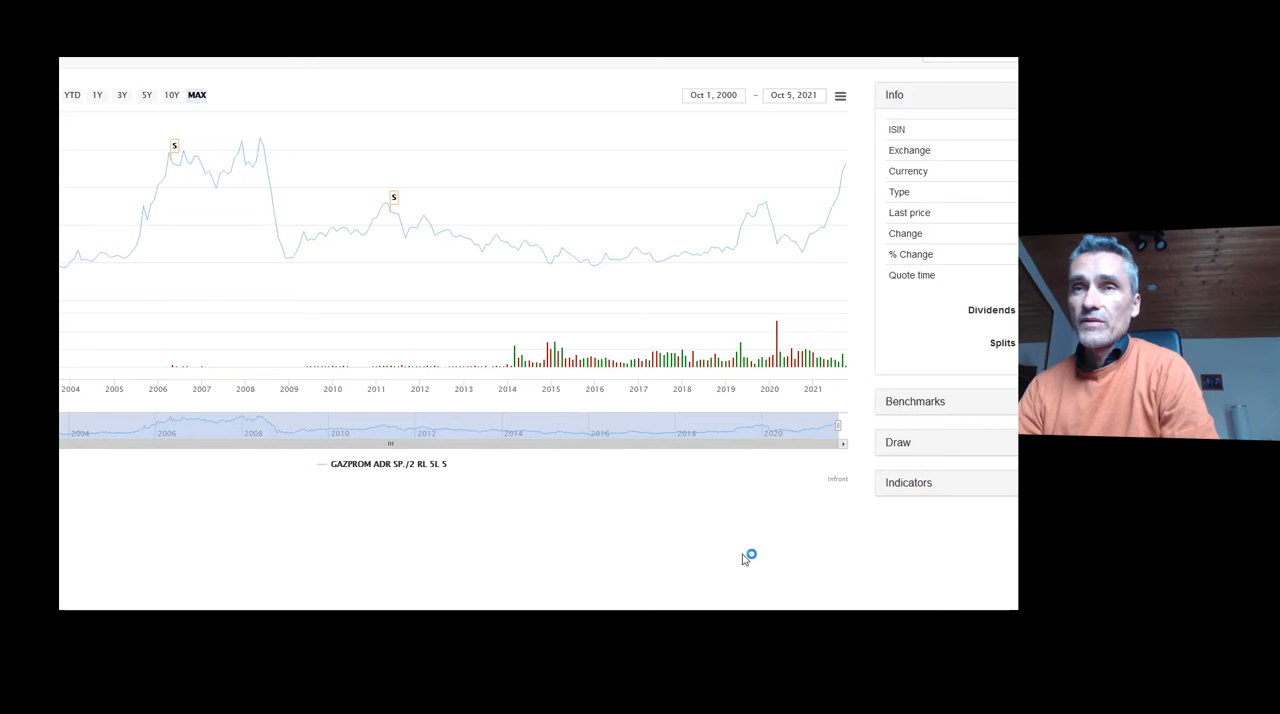 YTD 1Y 3Y 5Y 10Y MAX
Oct 1, 2000 – Oct 5, 2021
S
S
2004 2005 2006 2007 2008 2009 2010 2011 2012 2013 2014 2015 2016 2017 2018 2019 2020 2021
2004 2006 2008 2010 2012 2014 2016 2018 2020
GAZPROM ADR SP./2 RL 5L 5
Infront
Info
ISIN
Exchange
Currency
Type
Last price
Change
% Change
Quote time
Dividends
Splits
Benchmarks
Draw
Indicators